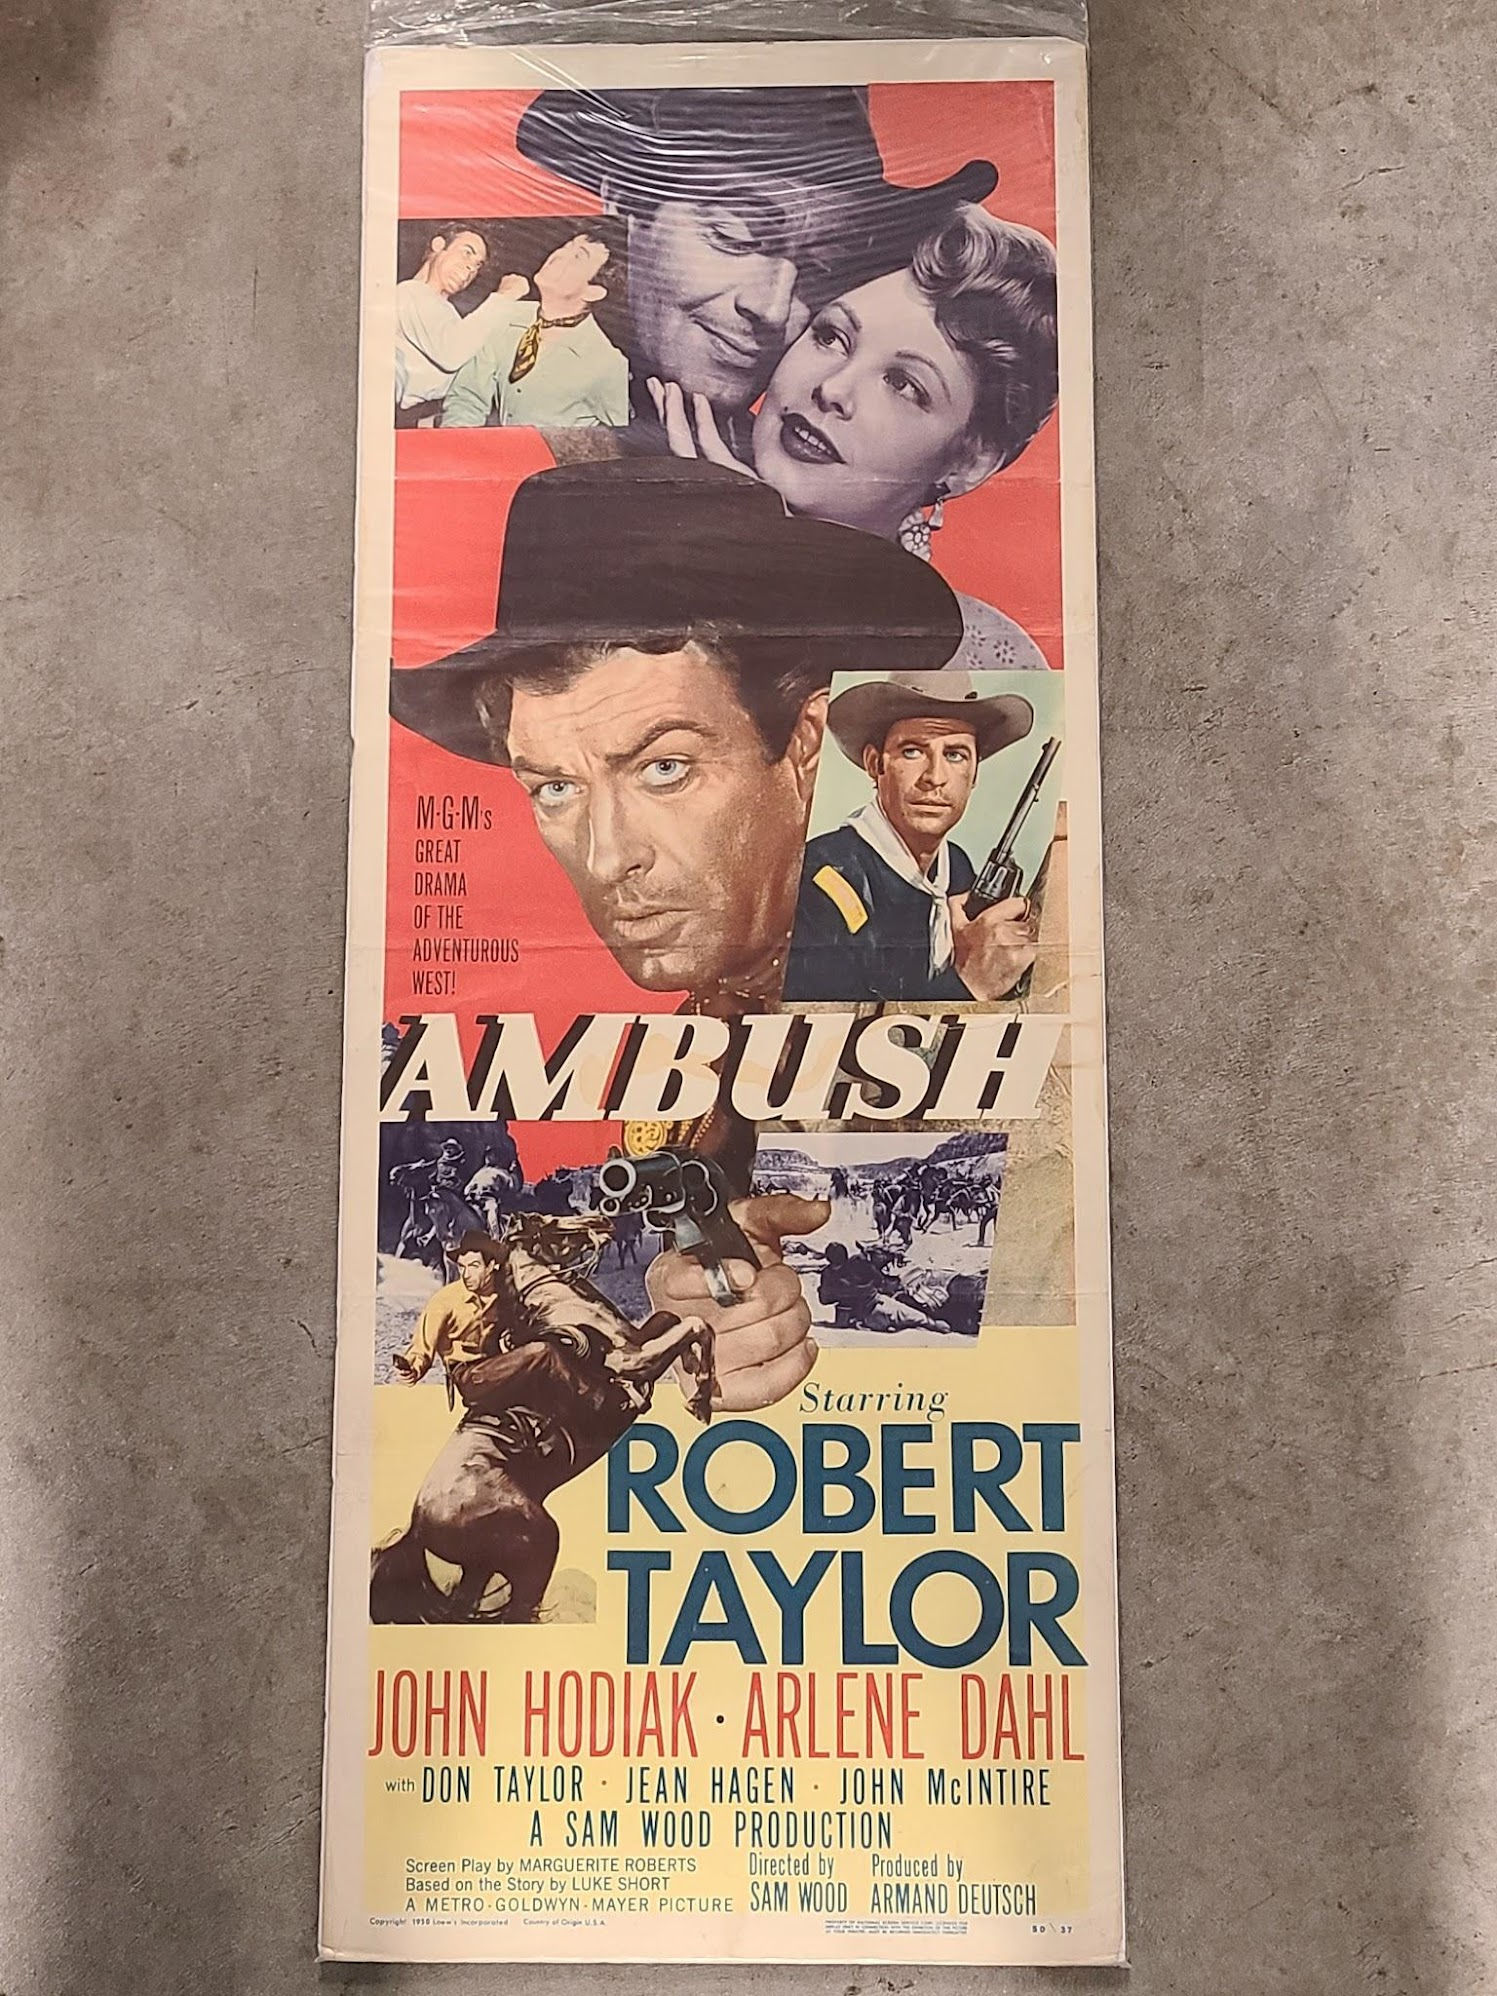 M-G-M's
GREAT
DRAMA
OF THE
ADVENTUROUS
WEST!
AMBUSH
Starring
ROBERT
TAYLOR
JOHN HODIAK · ARLENE DAHL
with DON TAYLOR · JEAN HAGEN · JOHN McINTIRE
A SAM WOOD PRODUCTION
Screen Play by MARGUERITE ROBERTS
Based on the Story by LUKE SHORT
A METRO-GOLDWYN-MAYER PICTURE
Directed by
SAM WOOD
Produced by
ARMAND DEUTSCH
Copyright 1950 Loew's Incorporated Country of Origin U.S.A.
50 37